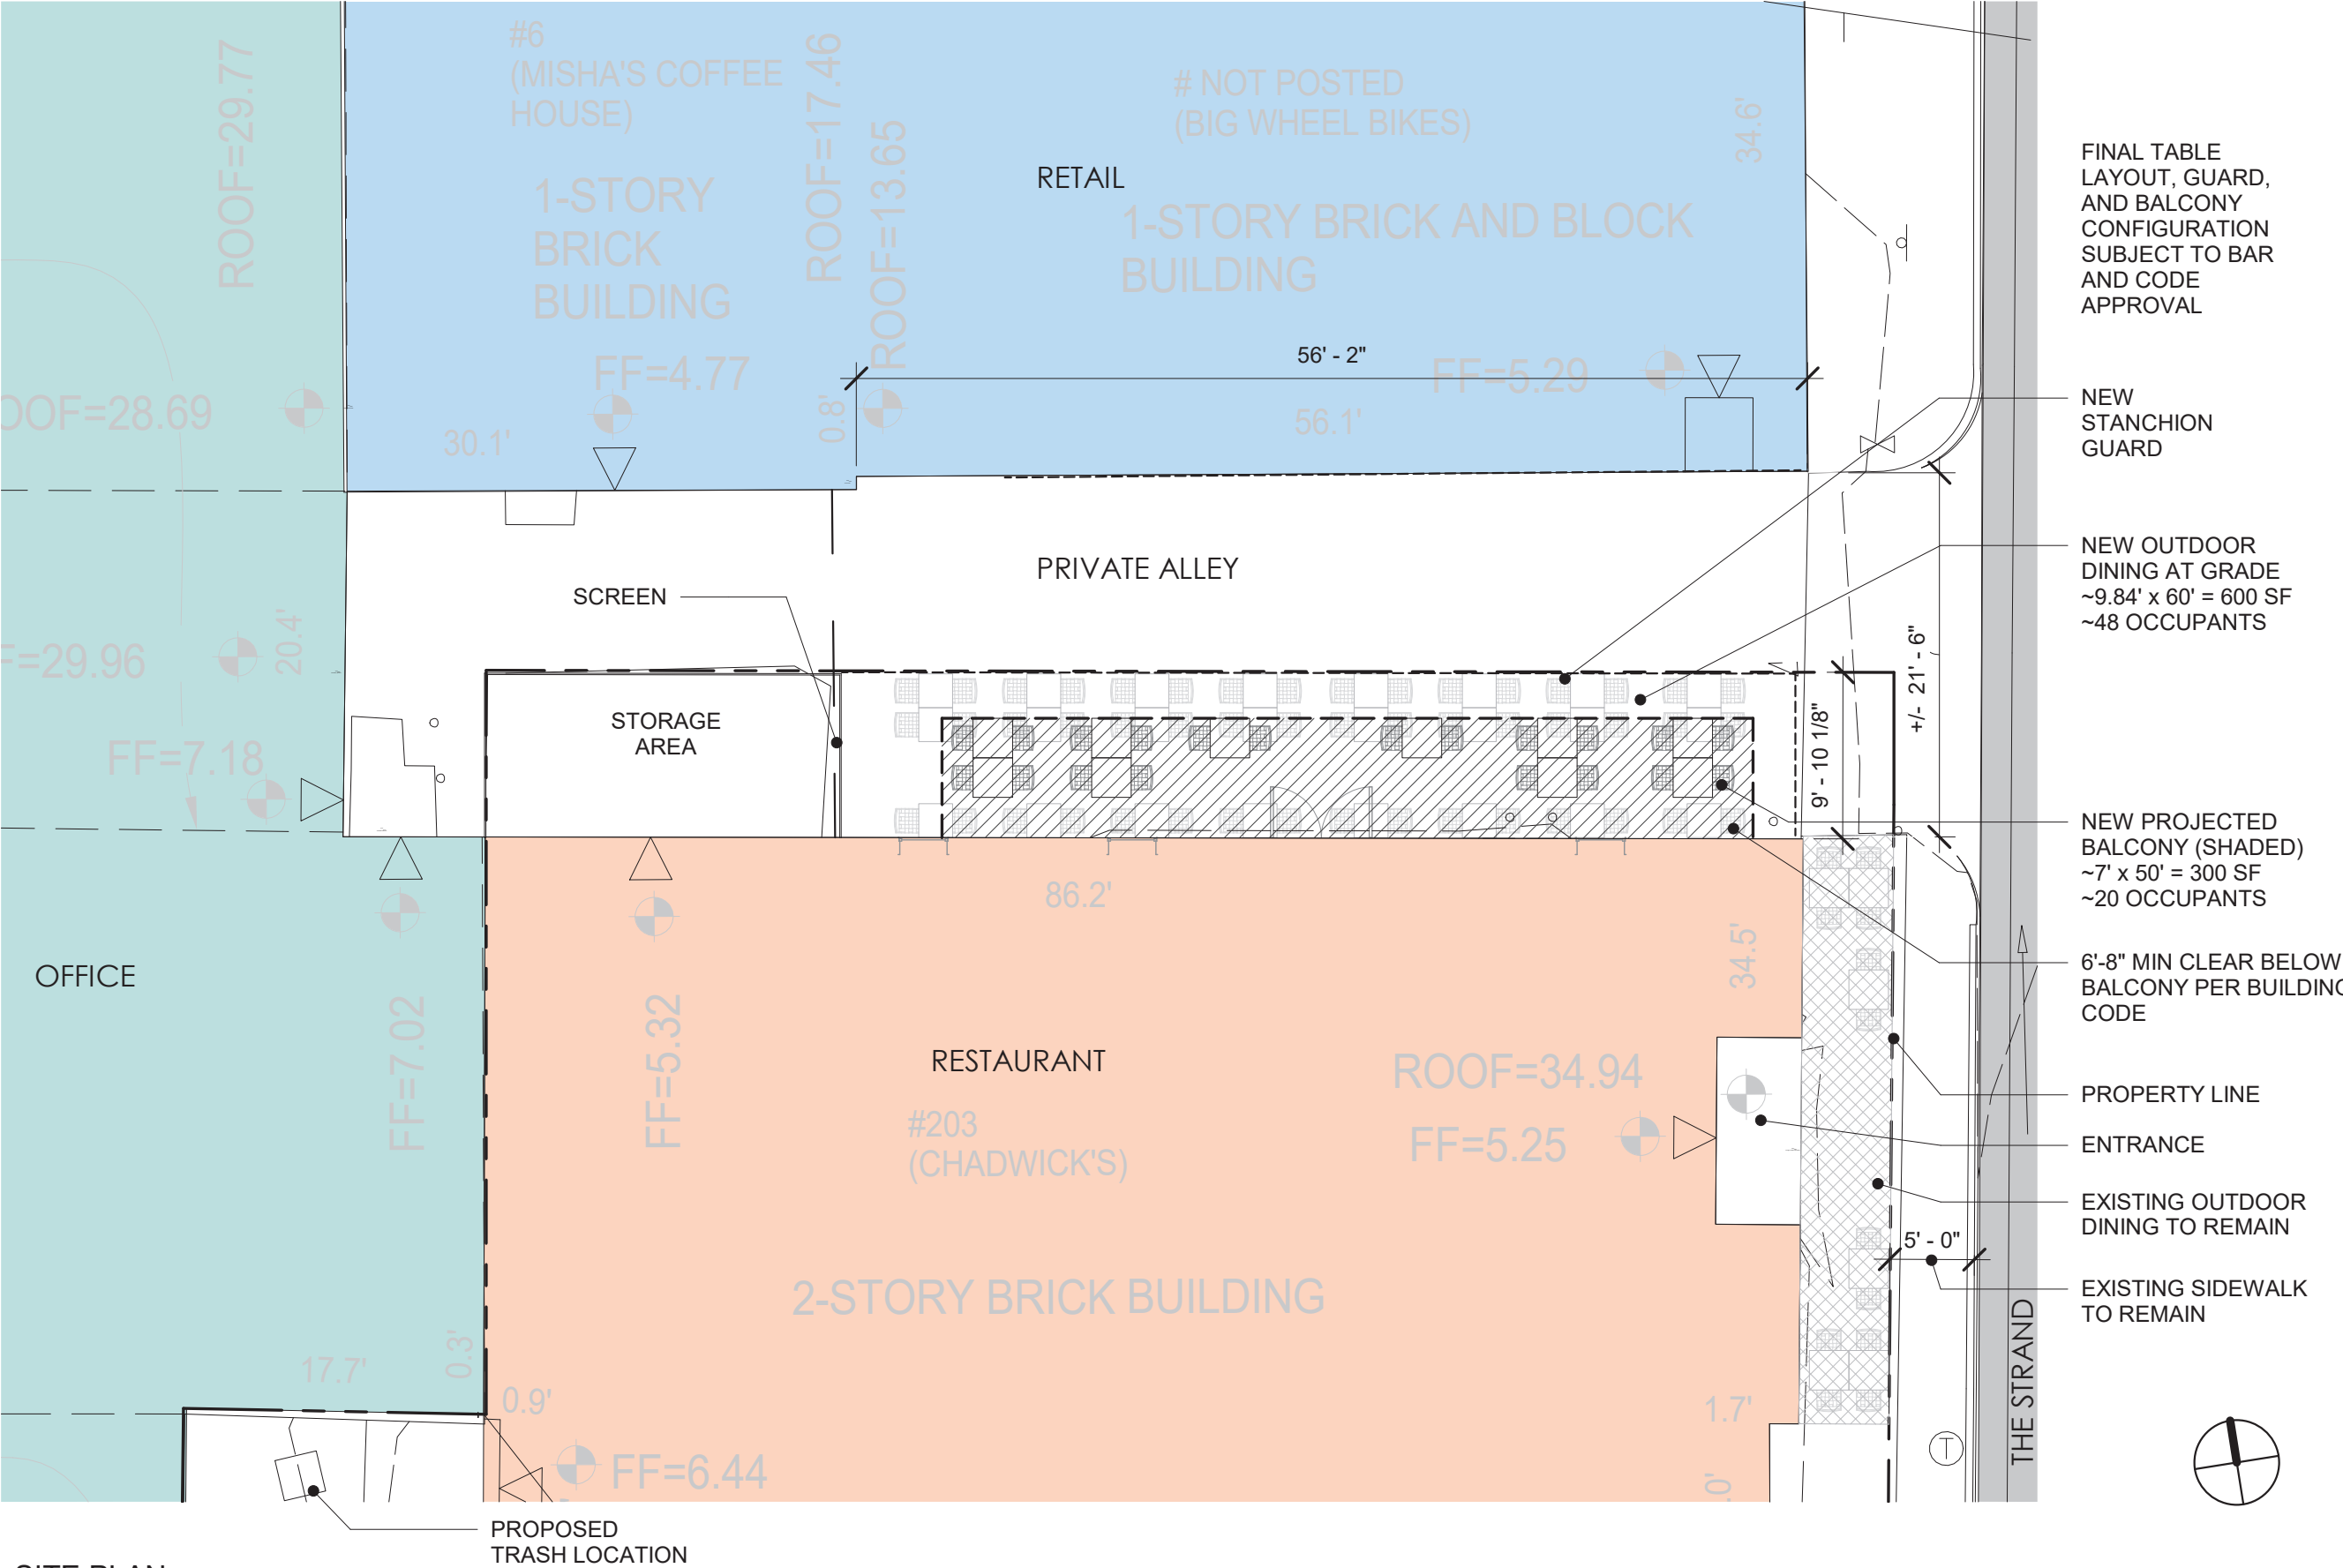 #6
(MISHA'S COFFEE
HOUSE)
ROOF=29.77
ROOF=17.46
ROOF=13.65
# NOT POSTED
(BIG WHEEL BIKES)
34.6'
RETAIL
1-STORY
BRICK
BUILDING
1-STORY BRICK AND BLOCK
BUILDING
FF=4.77
56' - 2"
FF=5.29
OOF=28.69
30.1'
0.8'
56.1'
FINAL TABLE
LAYOUT, GUARD,
AND BALCONY
CONFIGURATION
SUBJECT TO BAR
AND CODE
APPROVAL
NEW
STANCHION
GUARD
PRIVATE ALLEY
SCREEN
NEW OUTDOOR
DINING AT GRADE
~9.84' x 60' = 600 SF
~48 OCCUPANTS
F=29.96
20.4'
STORAGE
AREA
FF=7.18
9' - 10 1/8"
+/- 21' - 6"
NEW PROJECTED
BALCONY (SHADED)
~7' x 50' = 300 SF
~20 OCCUPANTS
86.2'
34.5'
OFFICE
FF=7.02
FF=5.32
6'-8" MIN CLEAR BELOW
BALCONY PER BUILDING
CODE
RESTAURANT
ROOF=34.94
#203
(CHADWICK'S)
FF=5.25
PROPERTY LINE
ENTRANCE
EXISTING OUTDOOR
DINING TO REMAIN
5' - 0"
EXISTING SIDEWALK
TO REMAIN
2-STORY BRICK BUILDING
THE STRAND
17.7'
0.3'
0.9'
1.7'
FF=6.44
.0'
T
PROPOSED
TRASH LOCATION
SITE PLAN